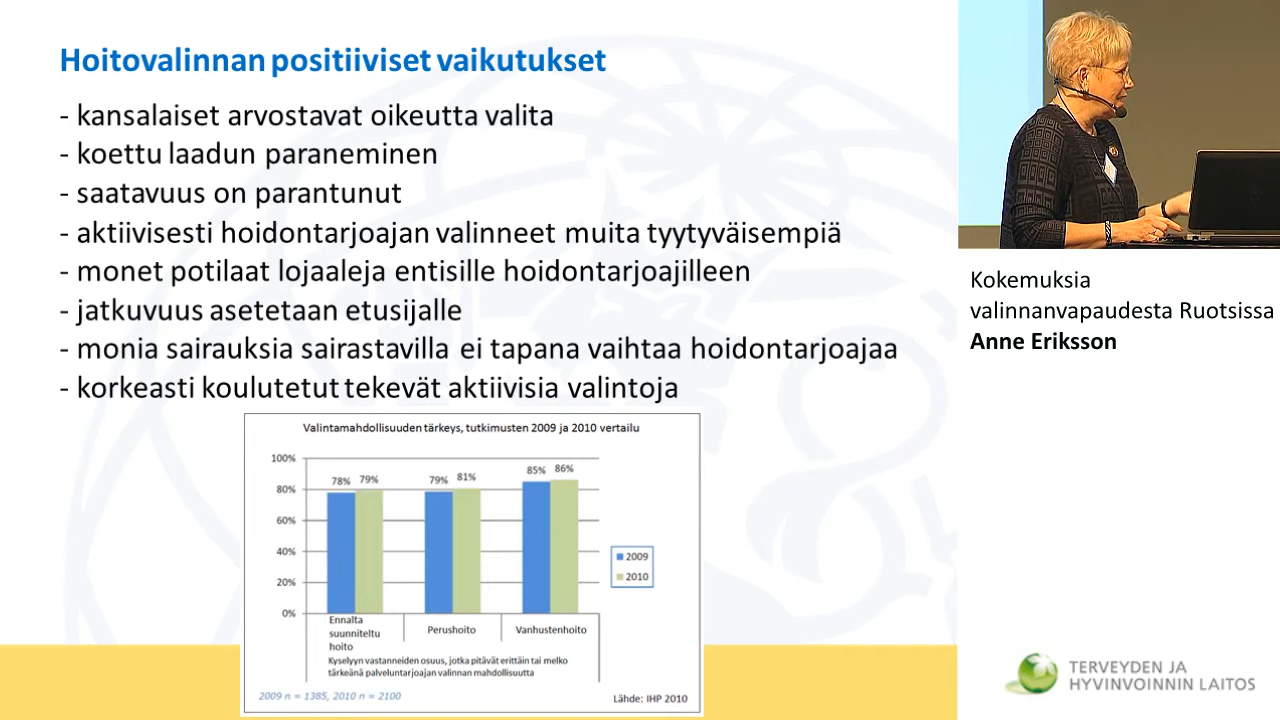 Hoitovalinnan positiiviset vaikutukset
- kansalaiset arvostavat oikeutta valita
- koettu laadun paraneminen
- saatavuus on parantunut
- aktiivisesti hoidontarjoajan valinneet muita tyytyväisempiä
- monet potilaat lojaaleja entisille hoidontarjoajilleen
- jatkuvuus asetetaan etusijalle
- monia sairauksia sairastavilla ei tapana vaihtaa hoidontarjoajaa
- korkeasti koulutetut tekevät aktiivisia valintoja
Valintamahdollisuuden tärkeys, tutkimusten 2009 ja 2010 vertailu
100%
80%
60%
40%
20%
0%
78% 79% 79% 81% 85% 86%
2009
2010
Ennalta
suunniteltu
hoito
Perushoito
Vanhustenhoito
Kyselyyn vastanneiden osuus, jotka pitävät erittäin tai melko
tärkeänä palveluntarjoajan valinnan mahdollisuutta
2009 n = 1385, 2010 n = 2100
Lähde: IHP 2010
Kokemuksia
valinnanvapaudesta Ruotsissa
Anne Eriksson
TERVEYDEN JA
HYVINVOINNIN LAITOS